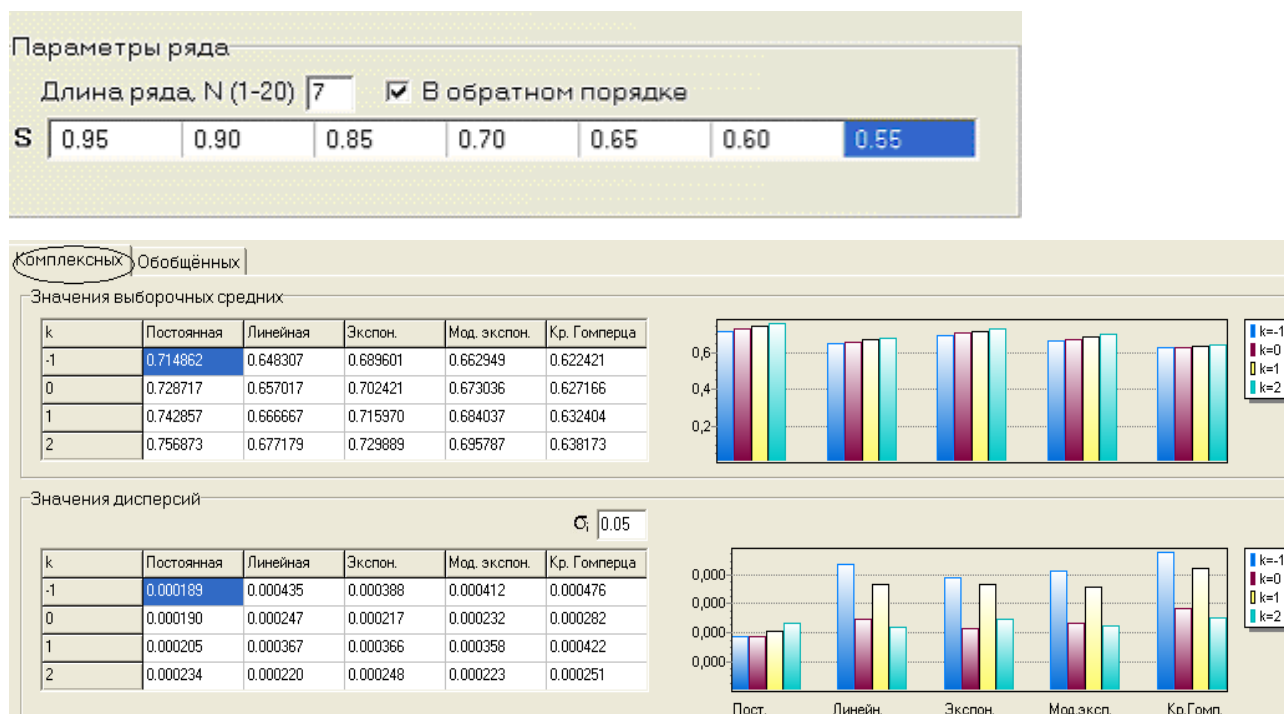 Параметры ряда
Длина ряда, N (1-20) 7 В обратном порядке
S 0.95 0.90 0.85 0.70 0.65 0.60 0.55
Комплексных Обобщённых
Значения выборочных средних
k Постоянная Линейная Экспон. Мод. экспон. Кр. Гомперца
-1 0.714862 0.648307 0.689601 0.662949 0.622421
0 0.728717 0.657017 0.702421 0.673036 0.627166
1 0.742857 0.666667 0.715970 0.684037 0.632404
2 0.756873 0.677179 0.729889 0.695787 0.638173
0,6
0,4
0,2
k=-1
k=0
k=1
k=2
Значения дисперсий
σi 0.05
k Постоянная Линейная Экспон. Мод. экспон. Кр. Гомперца
-1 0.000189 0.000435 0.000388 0.000412 0.000476
0 0.000190 0.000247 0.000217 0.000232 0.000282
1 0.000205 0.000367 0.000366 0.000358 0.000422
2 0.000234 0.000220 0.000248 0.000223 0.000251
0,000
0,000
0,000
0,000
Пост. Линейн. Экспон. Мод.эксп. Кр.Гомп.
k=-1
k=0
k=1
k=2